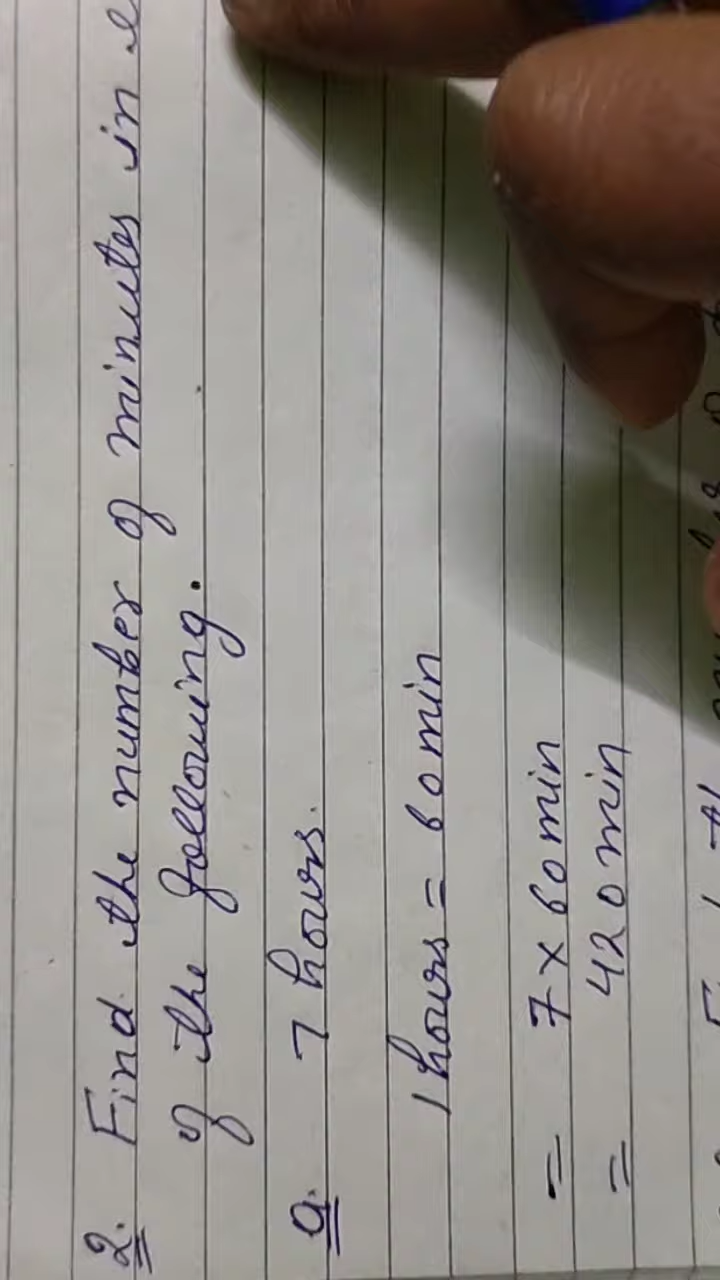 2. Find the number of minutes in
of the following.
a. 7 hours.
1 hours = 60 min
= 7 x 60 min
= 420 min